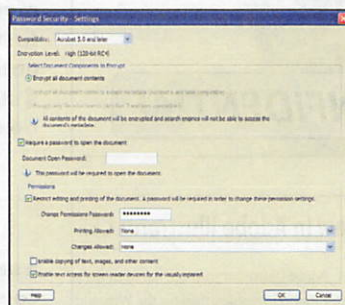 Password Security - Settings
Compatibility: Acrobat 5.0 and later
Encryption Level: High (128-bit RC4)
Select Document Components to Encrypt
Encrypt all document contents
All contents of the document will be encrypted and search engines will not be able to access the
document's metadata.
Require a password to open the document
Document Open Password:
This password will be required to open the document.
Permissions
Restrict editing and printing of the document. A password will be required in order to change these permission settings.
Change Permissions Password: ********
Printing Allowed: None
Changes Allowed: None
Enable copying of text, images, and other content
Enable text access for screen reader devices for the visually impaired
Help
OK
Cancel